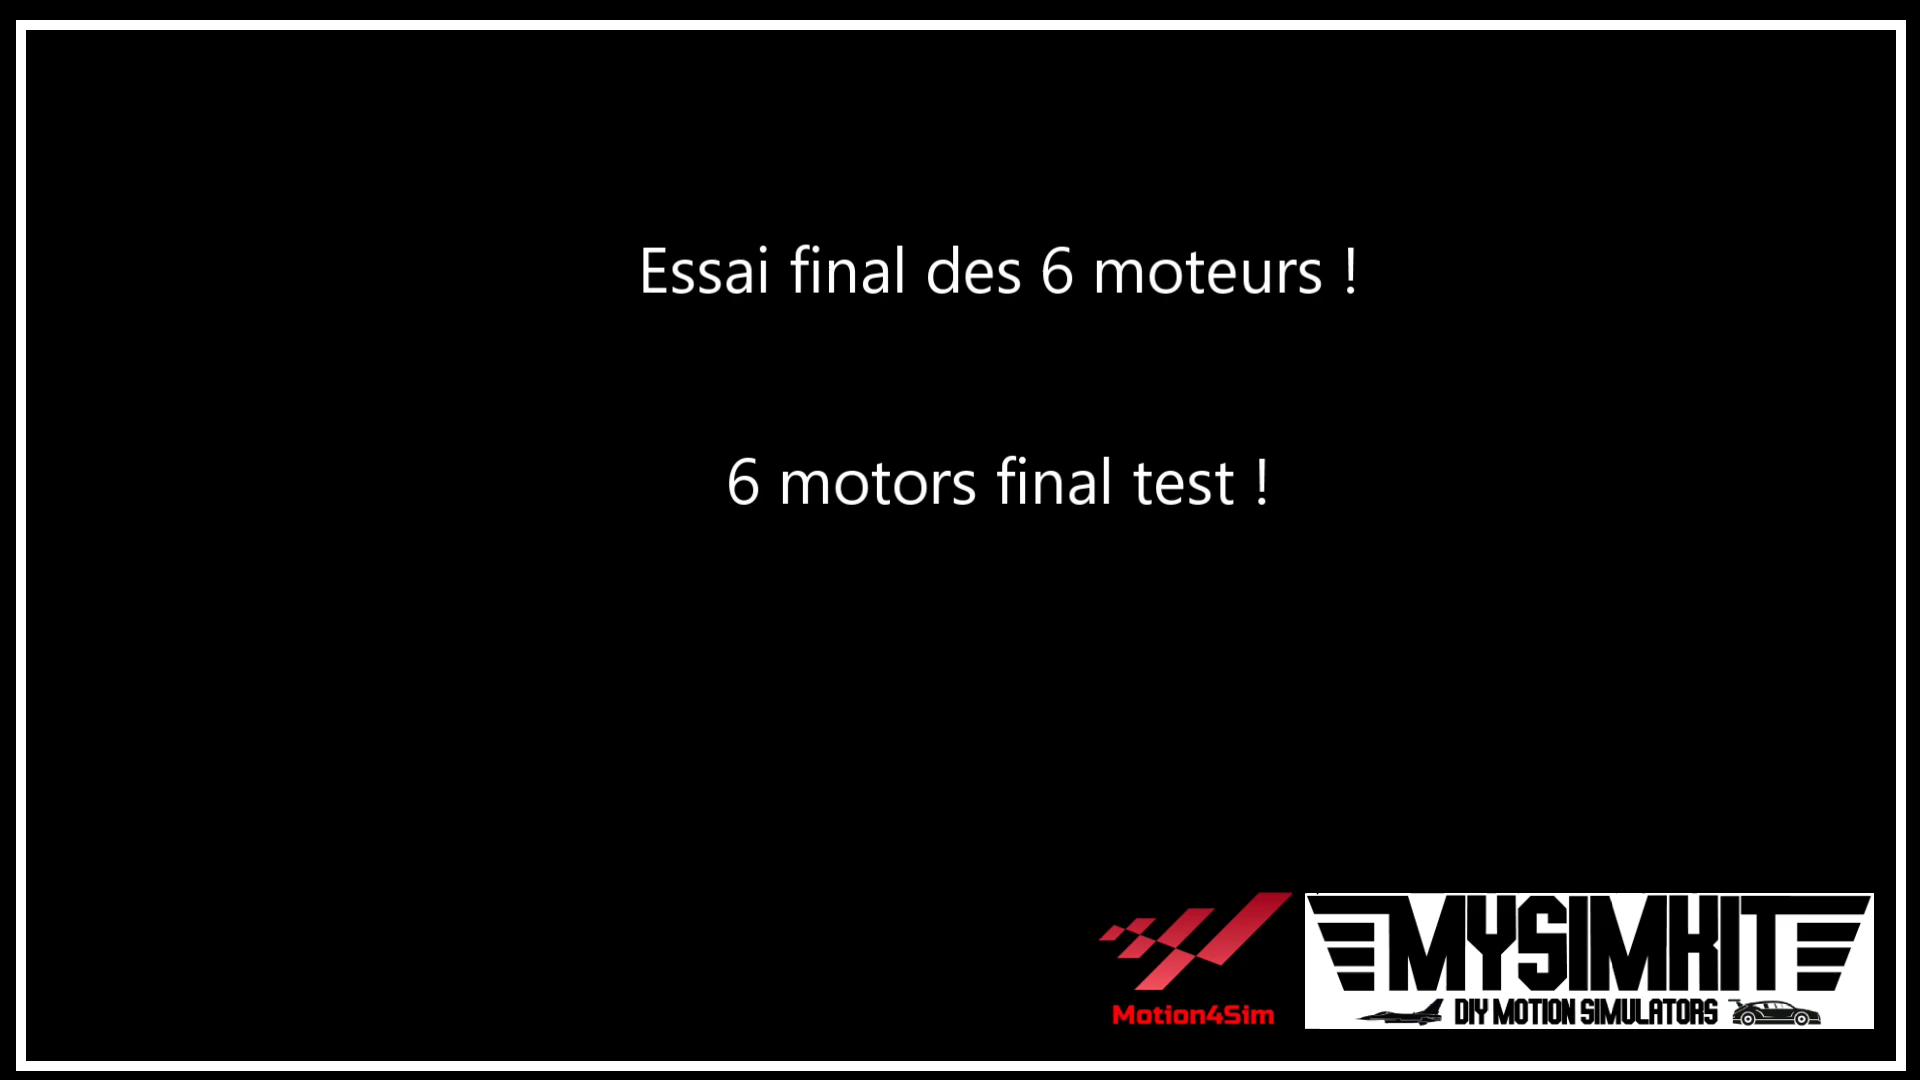 Essai final des 6 moteurs !
6 motors final test !
Motion4Sim
MYSIMKIT
DIY MOTION SIMULATORS